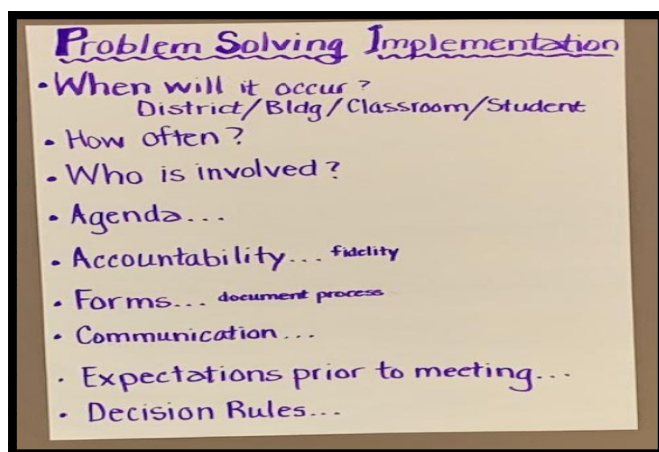 Problem Solving Implementation
• When will it occur?
District/Bldg/Classroom/Student
• How often?
• Who is involved?
• Agenda...
• Accountability... fidelity
• Forms... document process
• Communication...
• Expectations prior to meeting...
• Decision Rules...